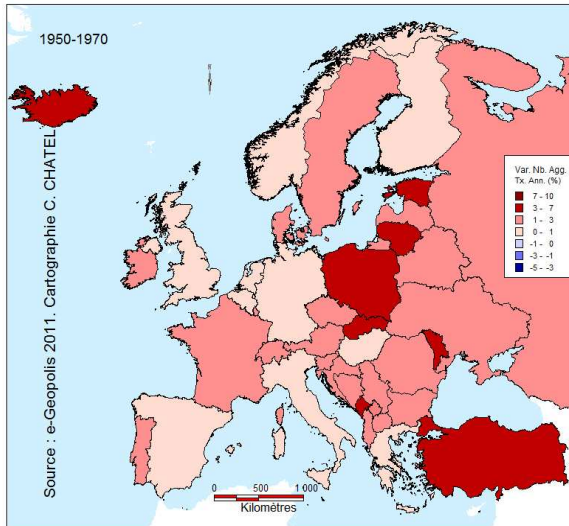 1950-1970
Source : e-Geopolis 2011. Cartographie C. CHATEL
Var. Nb. Agg.
Tx. Ann. (%)
7 - 10
3 - 7
1 - 3
0 - 1
-1 - 0
-3 - -1
-5 - -3
0 500 1 000
Kilomètres